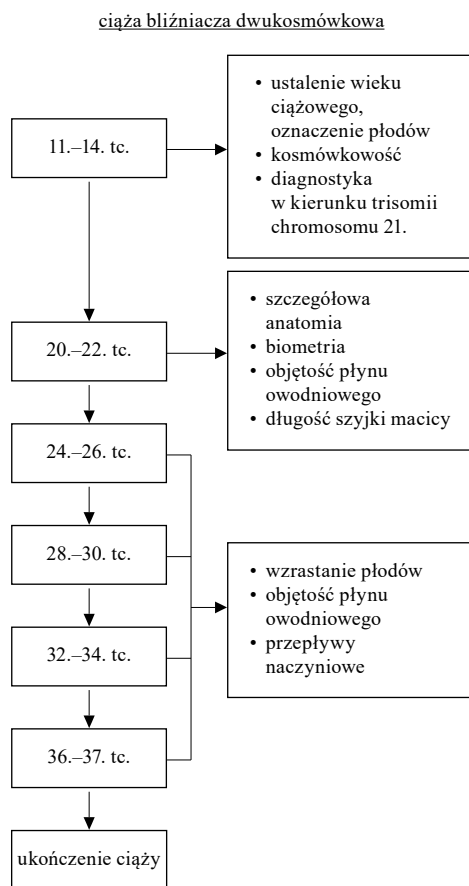 ciąża bliźniacza dwukosmówkowa
11.–14. tc.
• ustalenie wieku
ciążowego,
oznaczenie płodów
• kosmówkowość
• diagnostyka
w kierunku trisomii
chromosomu 21.
20.–22. tc.
• szczegółowa
anatomia
• biometria
• objętość płynu
owodniowego
• długość szyjki macicy
24.–26. tc.
28.–30. tc.
32.–34. tc.
36.–37. tc.
• wzrastanie płodów
• objętość płynu
owodniowego
• przepływy
naczyniowe
ukończenie ciąży